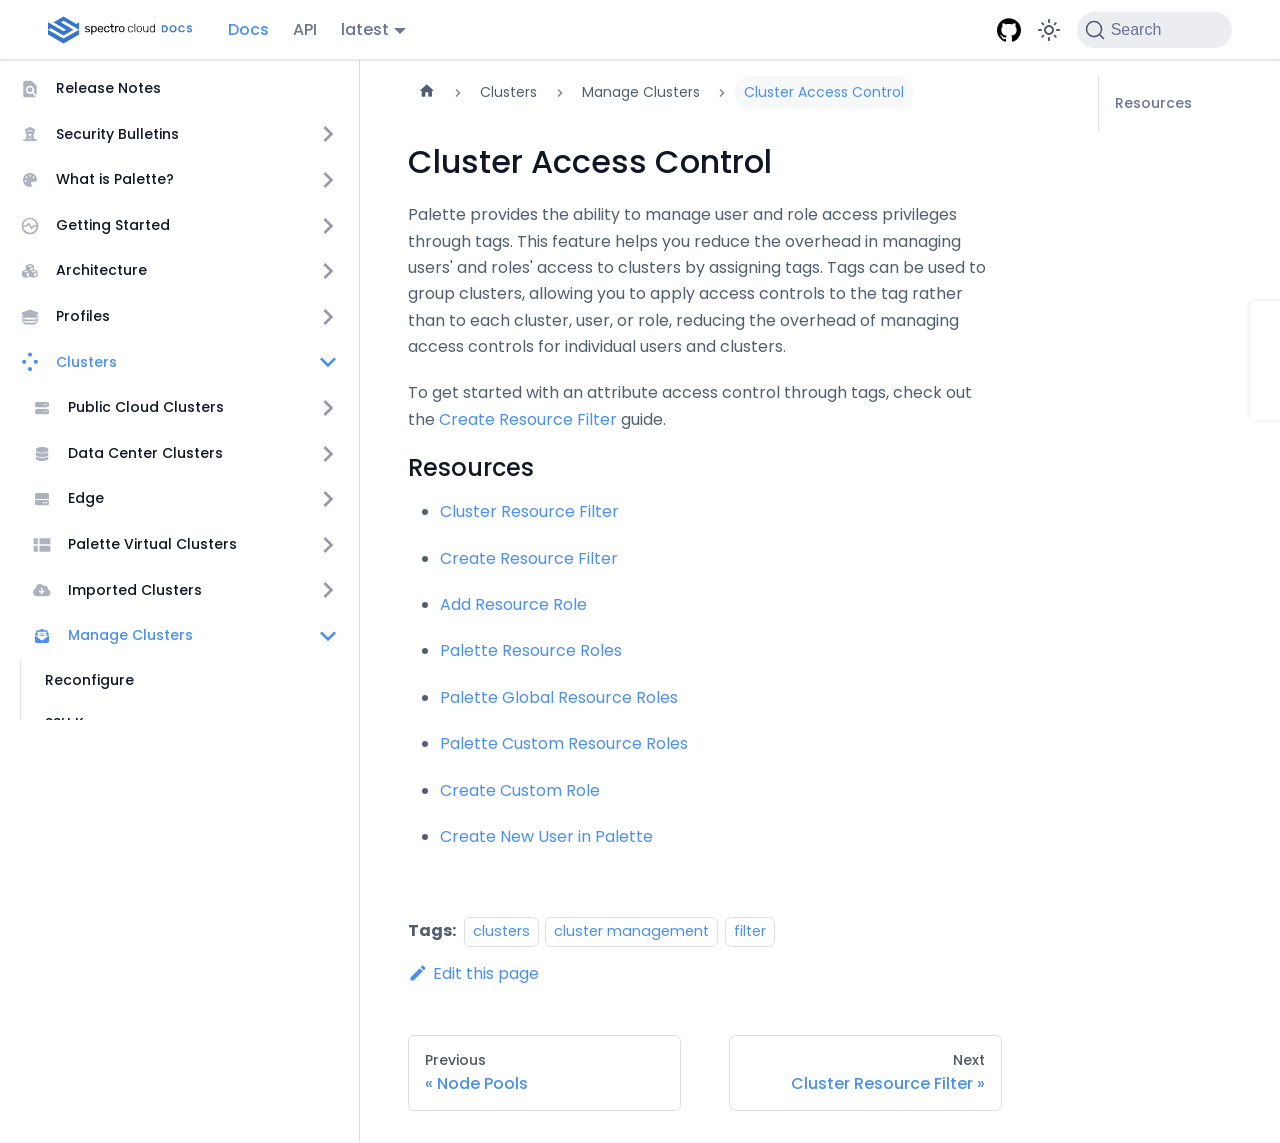 spectro cloud DOCS
Docs
API
latest
Search
Release Notes
Security Bulletins
What is Palette?
Getting Started
Architecture
Profiles
Clusters
Public Cloud Clusters
Data Center Clusters
Edge
Palette Virtual Clusters
Imported Clusters
Manage Clusters
Reconfigure
Clusters
Manage Clusters
Cluster Access Control
Cluster Access Control
Palette provides the ability to manage user and role access privileges
through tags. This feature helps you reduce the overhead in managing
users' and roles' access to clusters by assigning tags. Tags can be used to
group clusters, allowing you to apply access controls to the tag rather
than to each cluster, user, or role, reducing the overhead of managing
access controls for individual users and clusters.
To get started with an attribute access control through tags, check out
the Create Resource Filter guide.
Resources
Cluster Resource Filter
Create Resource Filter
Add Resource Role
Palette Resource Roles
Palette Global Resource Roles
Palette Custom Resource Roles
Create Custom Role
Create New User in Palette
Tags: clusters cluster management filter
Edit this page
Previous
« Node Pools
Next
Cluster Resource Filter »
Resources